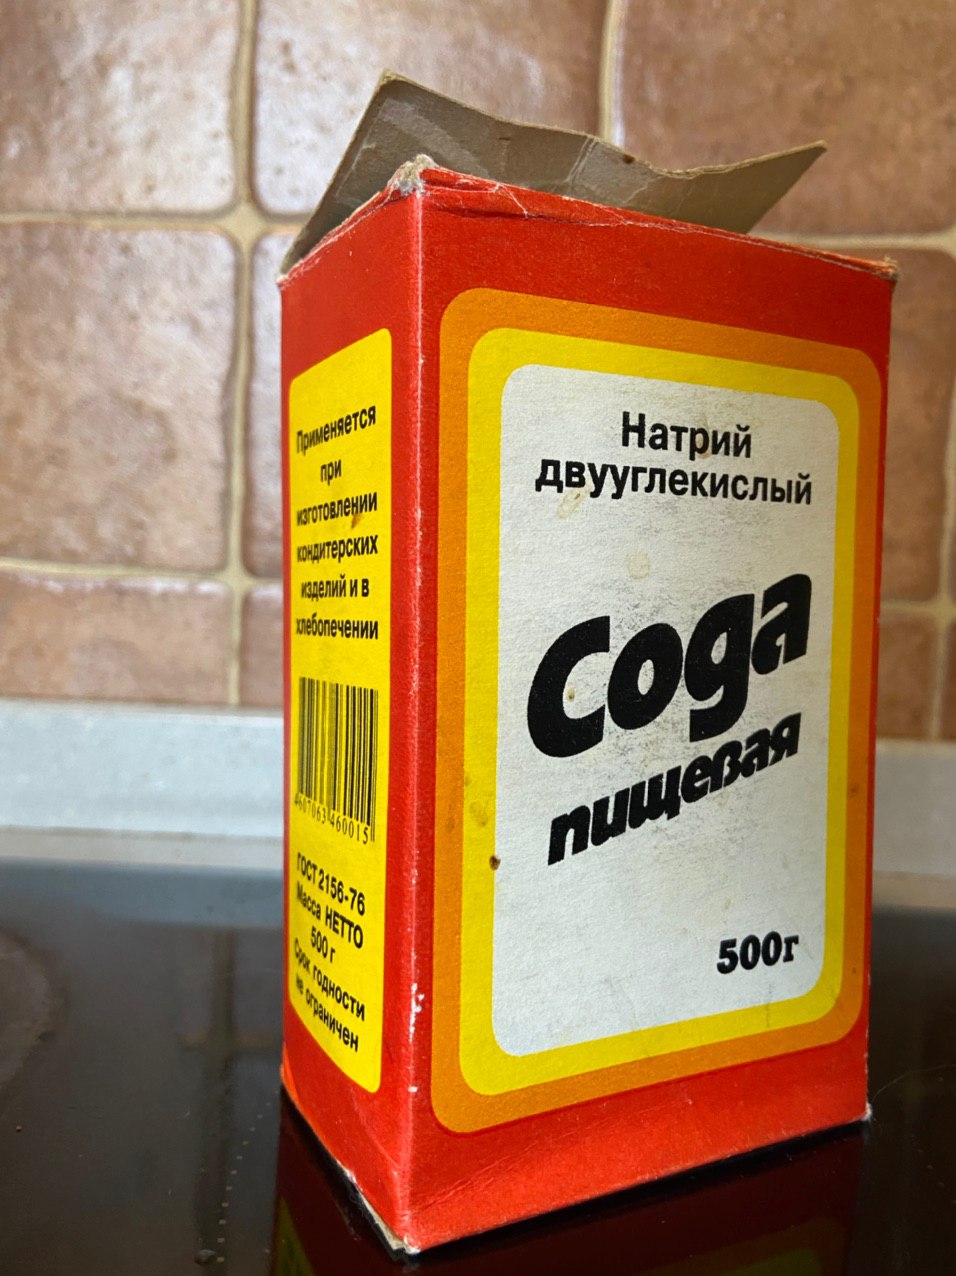 Применяется
при
изготовлении
кондитерских
изделий и в
хлебопечении
4607063460015
ГОСТ 2156-76
Масса НЕТТО
500 г
Срок годности
не ограничен
Натрий
двууглекислый
Сода
пищевая
500г